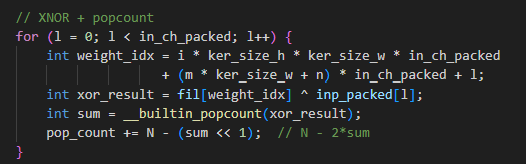 // XNOR + popcount
for (l = 0; l < in_ch_packed; l++) {
    int weight_idx = i * ker_size_h * ker_size_w * in_ch_packed
                   + (m * ker_size_w + n) * in_ch_packed + l;
    int xor_result = fil[weight_idx] ^ inp_packed[l];
    int sum = __builtin_popcount(xor_result);
    pop_count += N - (sum << 1);  // N - 2*sum
}